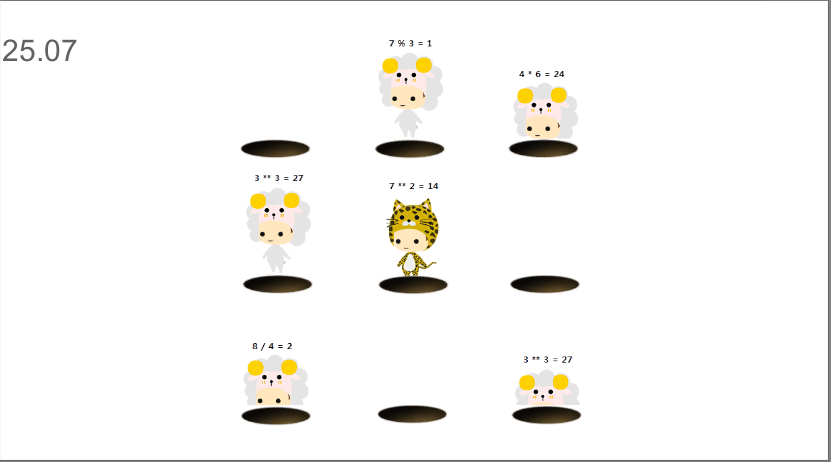 25.07
7 % 3 = 1
4 * 6 = 24
3 ** 3 = 27
7 ** 2 = 14
8 / 4 = 2
3 ** 3 = 27